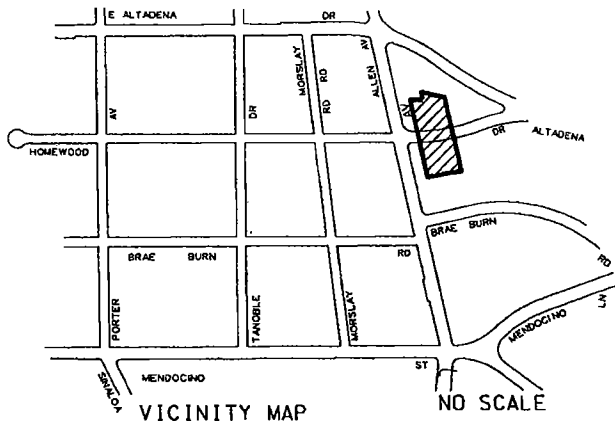 E ALTADENA DR
MORSLAY RD
RD
ALLEN AV
AV
AV
DR
DR ALTADENA
HOMEWOOD
BRAE BURN RD
BRAE BURN
RD
PORTER
TANOBLE
MORSLAY
MENDOCINO LN
SINALOA
MENDOCINO ST
VICINITY MAP
NO SCALE